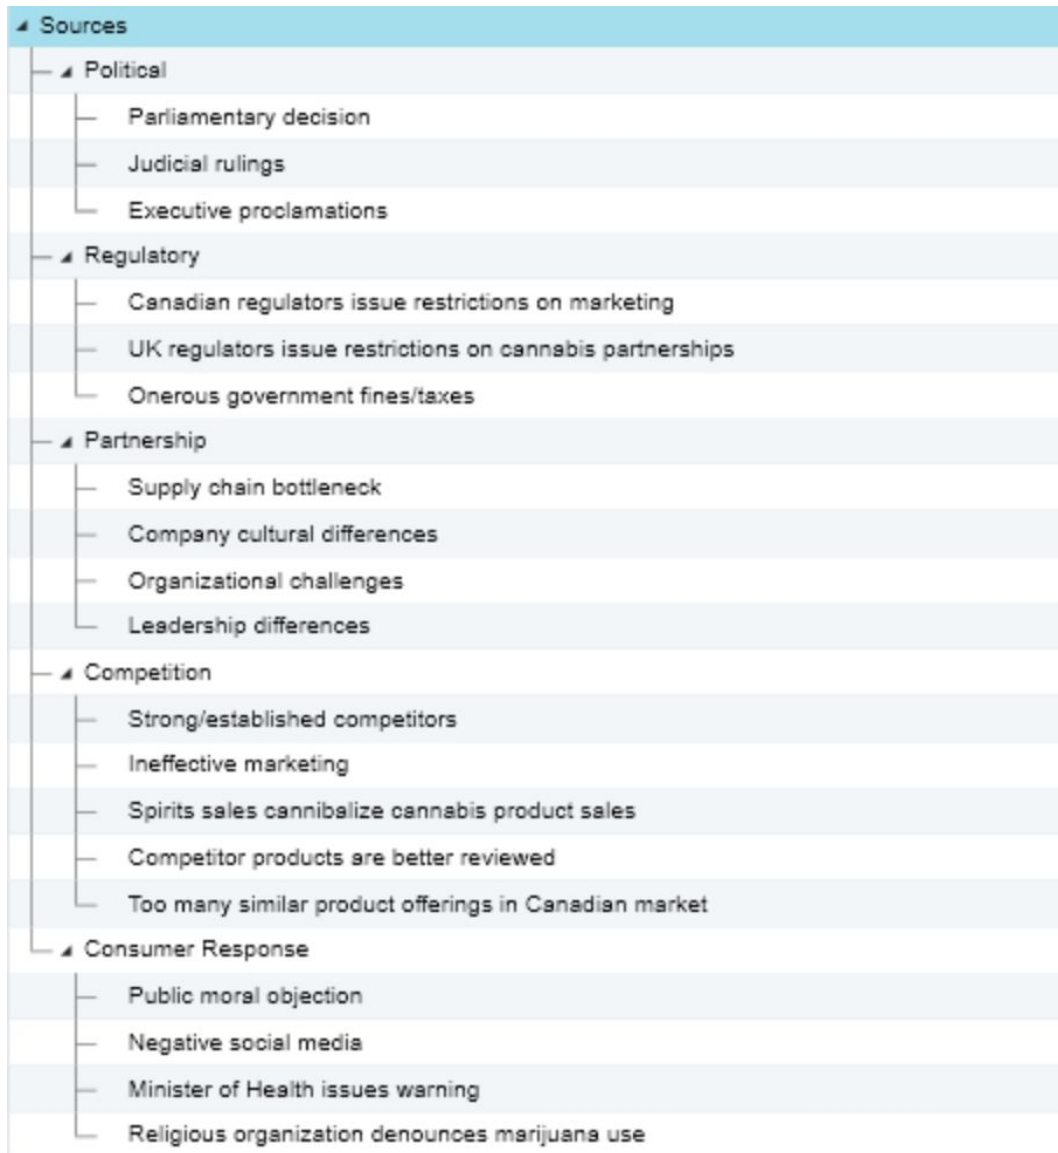 Sources
Political
Parliamentary decision
Judicial rulings
Executive proclamations
Regulatory
Canadian regulators issue restrictions on marketing
UK regulators issue restrictions on cannabis partnerships
Onerous government fines/taxes
Partnership
Supply chain bottleneck
Company cultural differences
Organizational challenges
Leadership differences
Competition
Strong/established competitors
Ineffective marketing
Spirits sales cannibalize cannabis product sales
Competitor products are better reviewed
Too many similar product offerings in Canadian market
Consumer Response
Public moral objection
Negative social media
Minister of Health issues warning
Religious organization denounces marijuana use